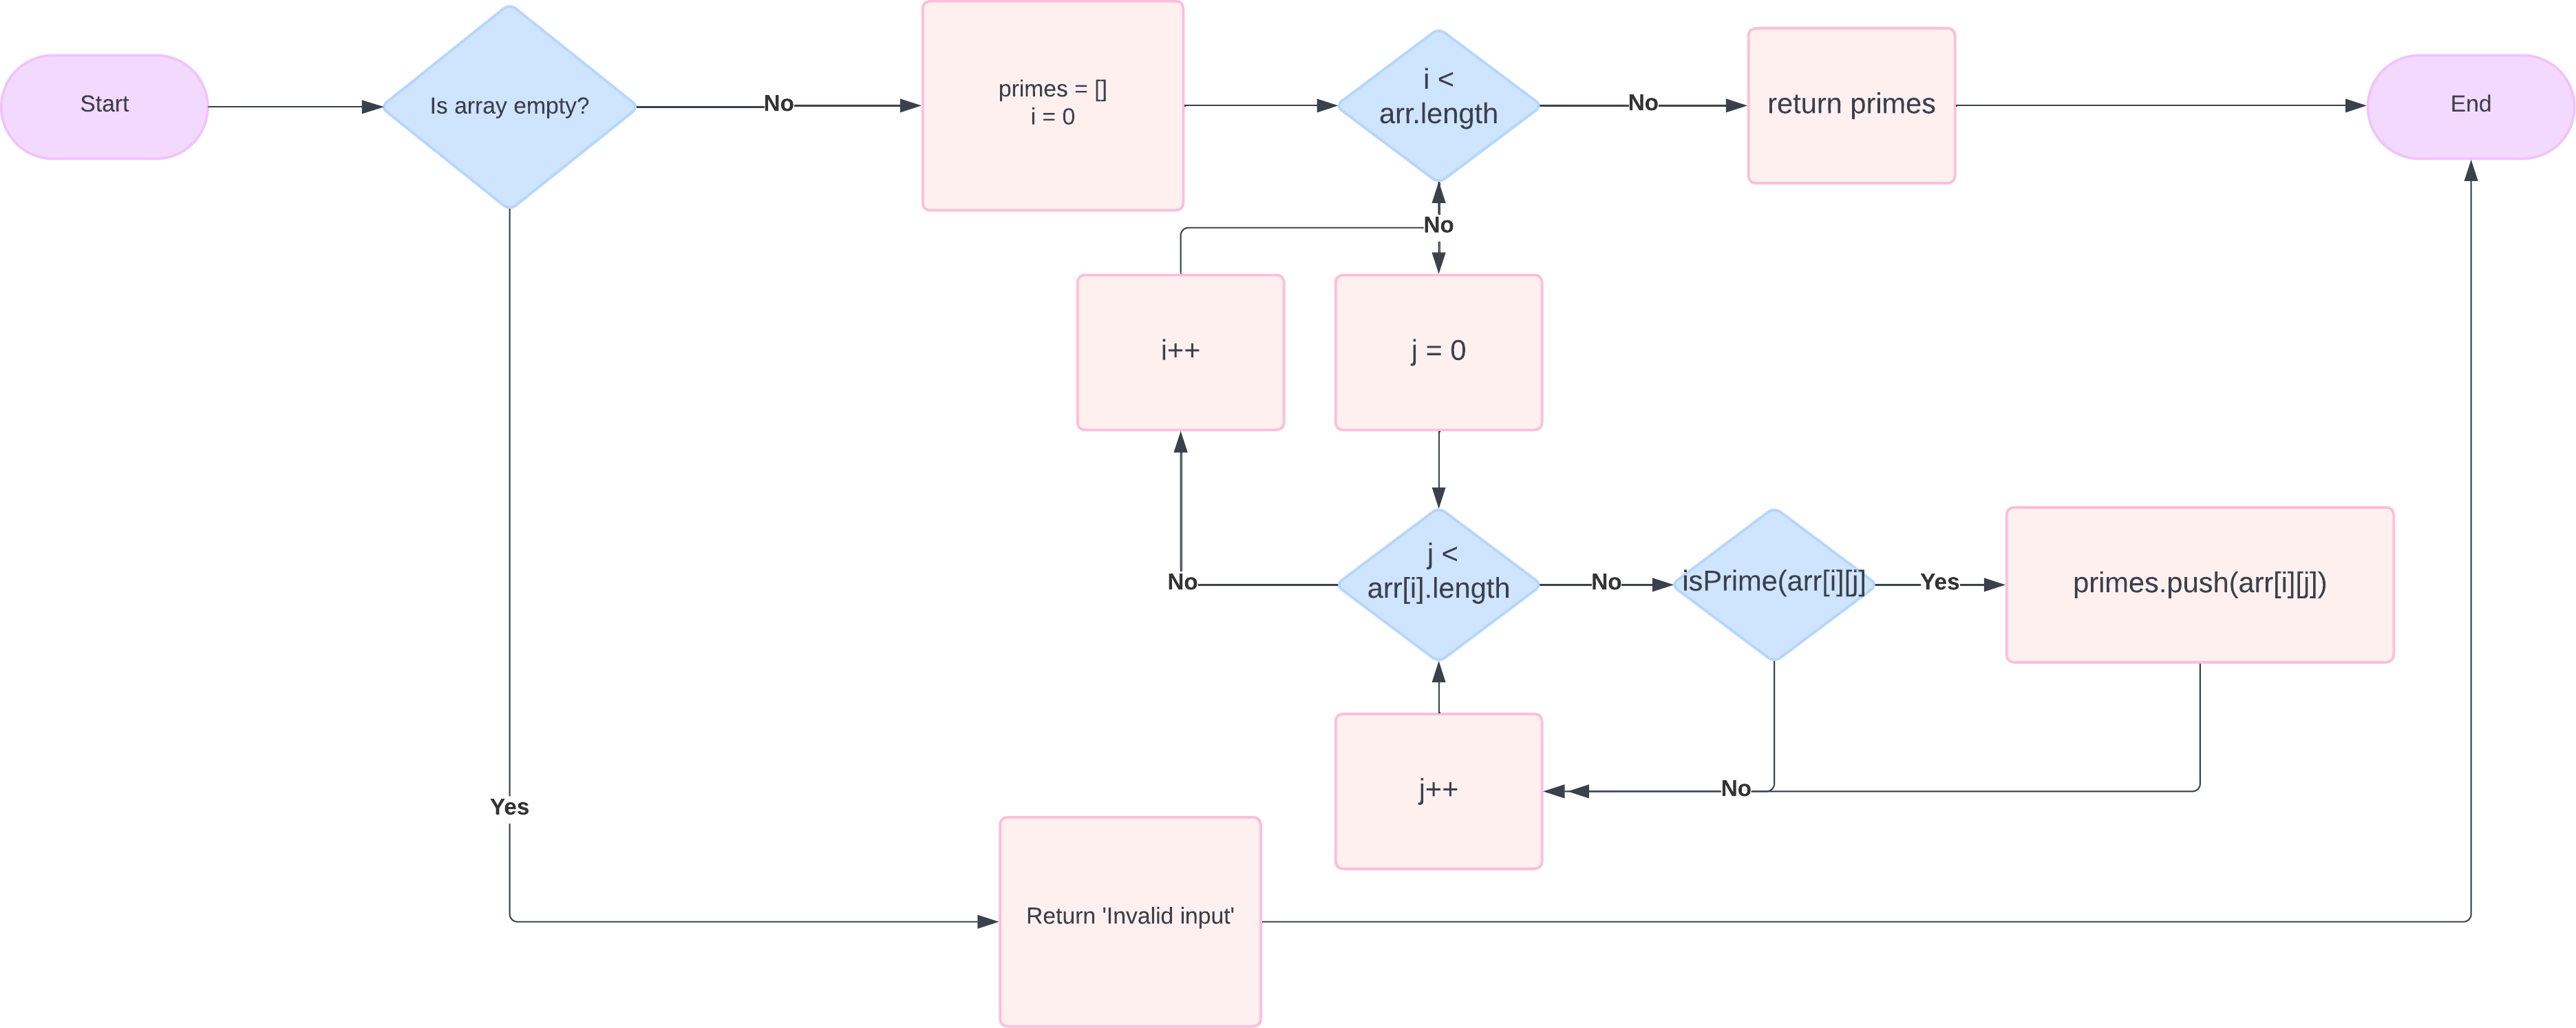 Start
Is array empty?
No
primes = []
i = 0
i <
arr.length
No
return primes
End
No
i++
j = 0
j <
arr[i].length
No
No
isPrime(arr[i][j]
Yes
primes.push(arr[i][j])
j++
No
Yes
Return 'Invalid input'